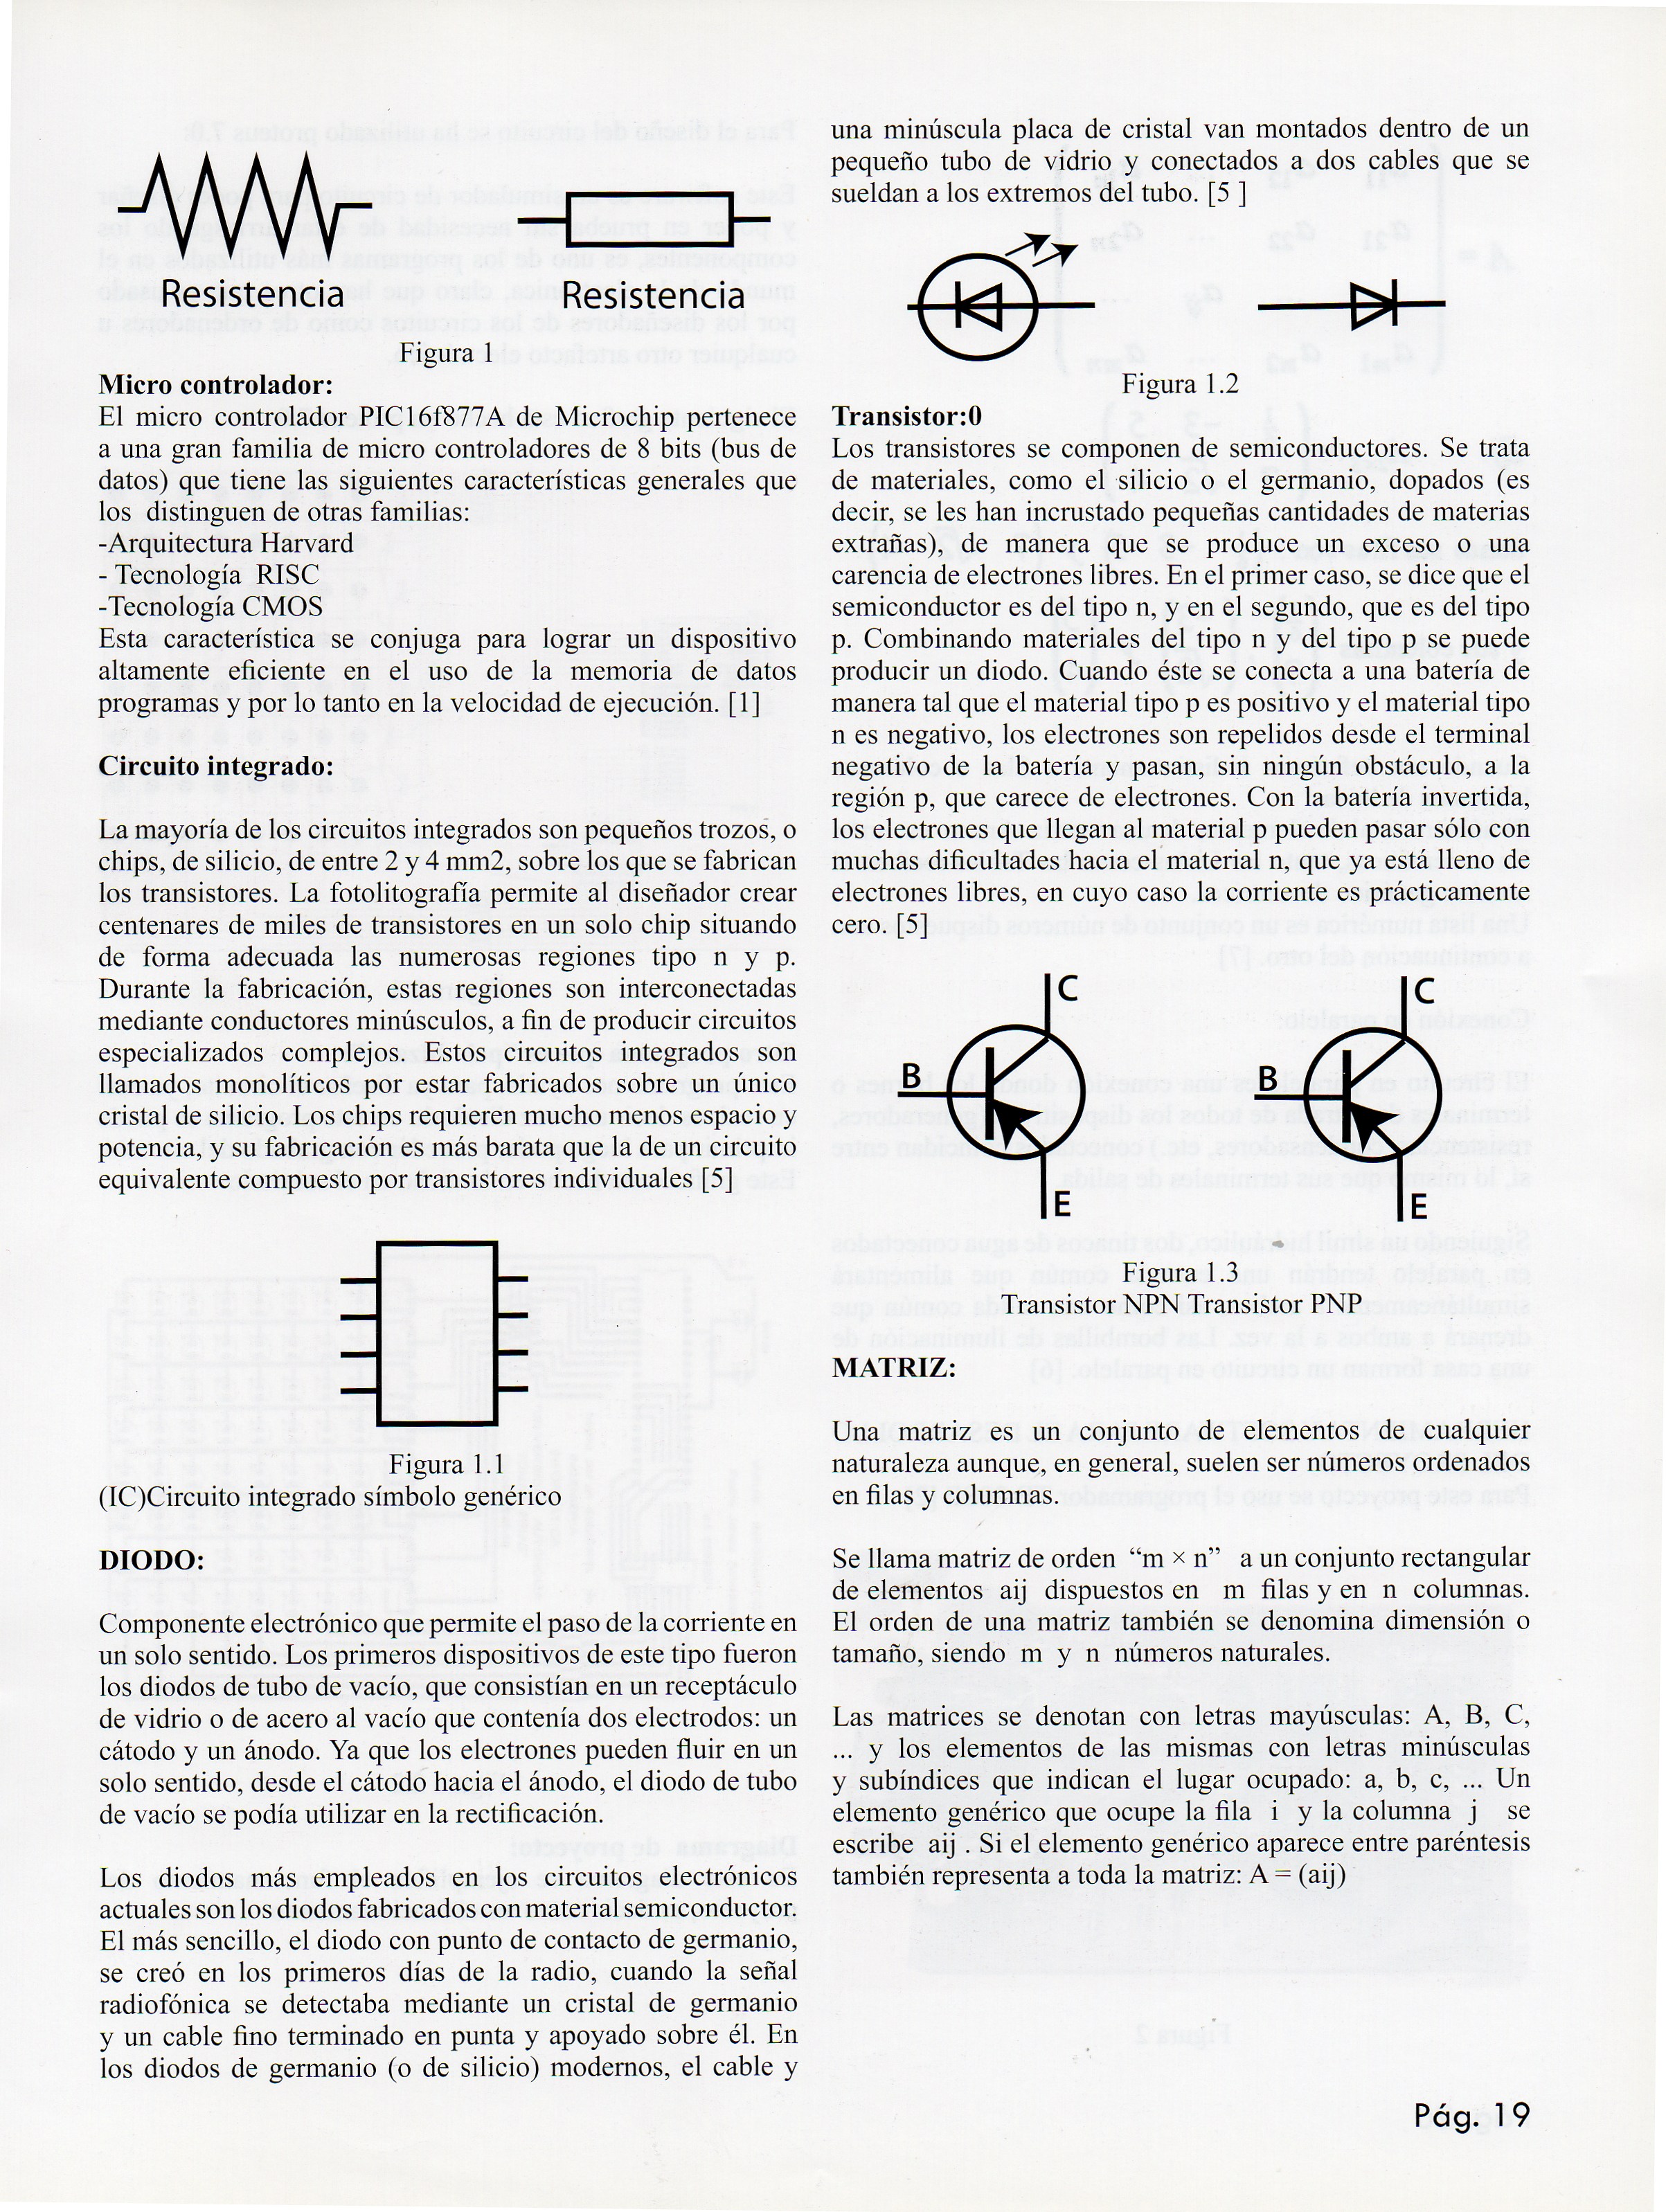 Resistencia
Resistencia
Figura 1
Micro controlador:
El micro controlador PIC16f877A de Microchip pertenece
a una gran familia de micro controladores de 8 bits (bus de
datos) que tiene las siguientes características generales que
los distinguen de otras familias:
-Arquitectura Harvard
- Tecnología RISC
-Tecnología CMOS
Esta característica se conjuga para lograr un dispositivo
altamente eficiente en el uso de la memoria de datos
programas y por lo tanto en la velocidad de ejecución. [1]
Circuito integrado:
La mayoría de los circuitos integrados son pequeños trozos, o
chips, de silicio, de entre 2 y 4 mm2, sobre los que se fabrican
los transistores. La fotolitografía permite al diseñador crear
centenares de miles de transistores en un solo chip situando
de forma adecuada las numerosas regiones tipo n y p.
Durante la fabricación, estas regiones son interconectadas
mediante conductores minúsculos, a fin de producir circuitos
especializados complejos. Estos circuitos integrados son
llamados monolíticos por estar fabricados sobre un único
cristal de silicio. Los chips requieren mucho menos espacio y
potencia, y su fabricación es más barata que la de un circuito
equivalente compuesto por transistores individuales [5]
Figura 1.1
(IC)Circuito integrado símbolo genérico
DIODO:
Componente electrónico que permite el paso de la corriente en
un solo sentido. Los primeros dispositivos de este tipo fueron
los diodos de tubo de vacío, que consistían en un receptáculo
de vidrio o de acero al vacío que contenía dos electrodos: un
cátodo y un ánodo. Ya que los electrones pueden fluir en un
solo sentido, desde el cátodo hacia el ánodo, el diodo de tubo
de vacío se podía utilizar en la rectificación.
Los diodos más empleados en los circuitos electrónicos
actuales son los diodos fabricados con material semiconductor.
El más sencillo, el diodo con punto de contacto de germanio,
se creó en los primeros días de la radio, cuando la señal
radiofónica se detectaba mediante un cristal de germanio
y un cable fino terminado en punta y apoyado sobre él. En
los diodos de germanio (o de silicio) modernos, el cable y
una minúscula placa de cristal van montados dentro de un
pequeño tubo de vidrio y conectados a dos cables que se
sueldan a los extremos del tubo. [5 ]
Figura 1.2
Transistor:0
Los transistores se componen de semiconductores. Se trata
de materiales, como el silicio o el germanio, dopados (es
decir, se les han incrustado pequeñas cantidades de materias
extrañas), de manera que se produce un exceso o una
carencia de electrones libres. En el primer caso, se dice que el
semiconductor es del tipo n, y en el segundo, que es del tipo
p. Combinando materiales del tipo n y del tipo p se puede
producir un diodo. Cuando éste se conecta a una batería de
manera tal que el material tipo p es positivo y el material tipo
n es negativo, los electrones son repelidos desde el terminal
negativo de la batería y pasan, sin ningún obstáculo, a la
región p, que carece de electrones. Con la batería invertida,
los electrones que llegan al material p pueden pasar sólo con
muchas dificultades hacia el material n, que ya está lleno de
electrones libres, en cuyo caso la corriente es prácticamente
cero. [5]
C
B
E
C
B
E
Figura 1.3
Transistor NPN Transistor PNP
MATRIZ:
Una matriz es un conjunto de elementos de cualquier
naturaleza aunque, en general, suelen ser números ordenados
en filas y columnas.
Se llama matriz de orden “m × n” a un conjunto rectangular
de elementos aij dispuestos en m filas y en n columnas.
El orden de una matriz también se denomina dimensión o
tamaño, siendo m y n números naturales.
Las matrices se denotan con letras mayúsculas: A, B, C,
... y los elementos de las mismas con letras minúsculas
y subíndices que indican el lugar ocupado: a, b, c, ... Un
elemento genérico que ocupe la fila i y la columna j se
escribe aij . Si el elemento genérico aparece entre paréntesis
también representa a toda la matriz: A = (aij)
Pág. 19